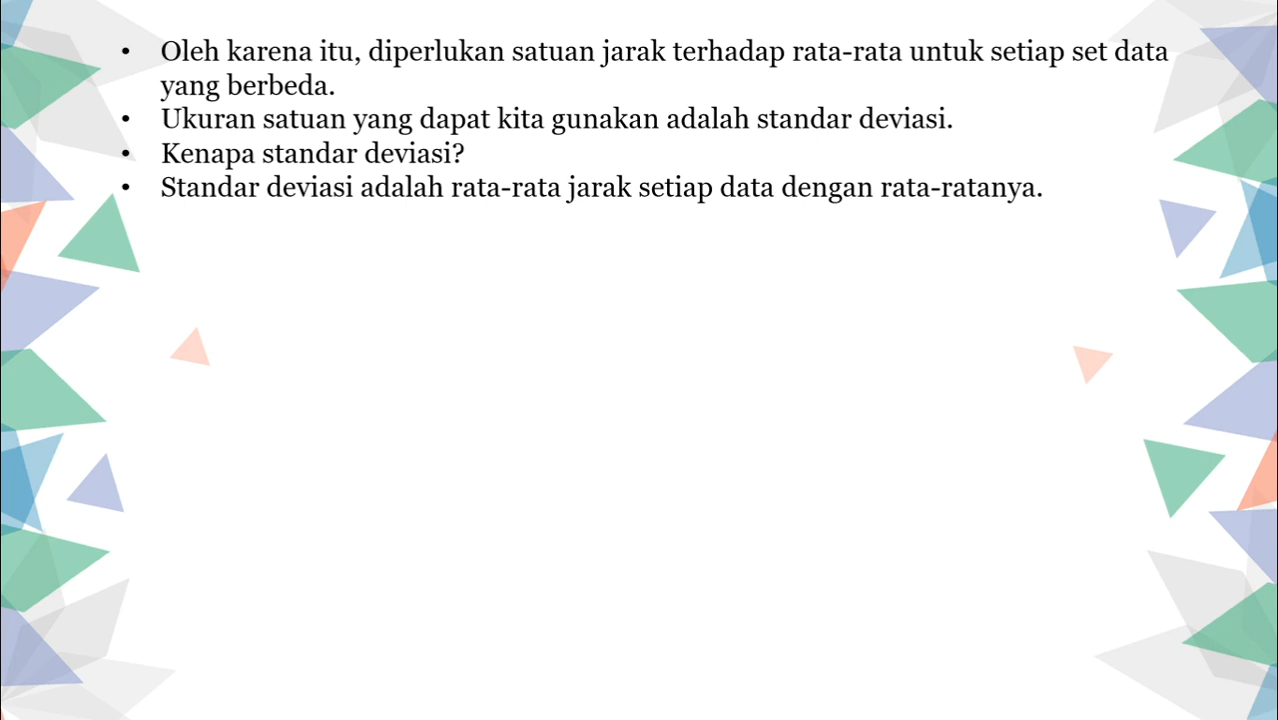 • Oleh karena itu, diperlukan satuan jarak terhadap rata-rata untuk setiap set data
yang berbeda.
• Ukuran satuan yang dapat kita gunakan adalah standar deviasi.
• Kenapa standar deviasi?
• Standar deviasi adalah rata-rata jarak setiap data dengan rata-ratanya.